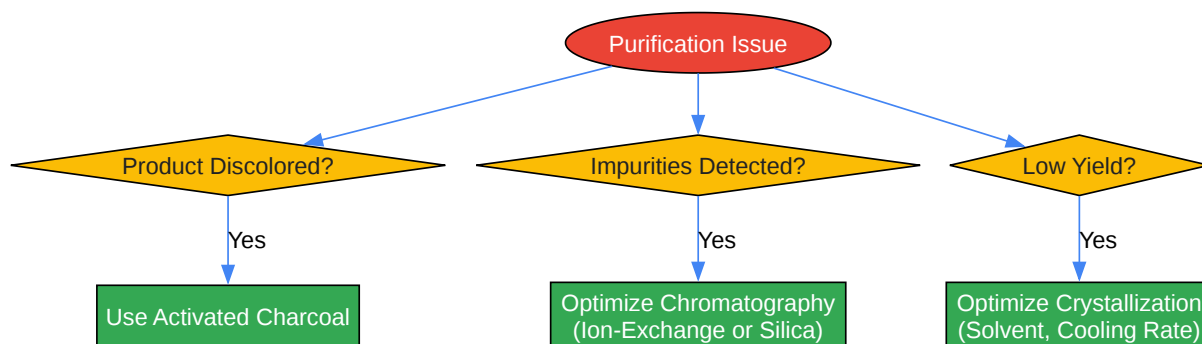 Purification Issue
Product Discolored?
Impurities Detected?
Low Yield?
Yes
Yes
Yes
Use Activated Charcoal
Optimize Chromatography
(Ion-Exchange or Silica)
Optimize Crystallization
(Solvent, Cooling Rate)